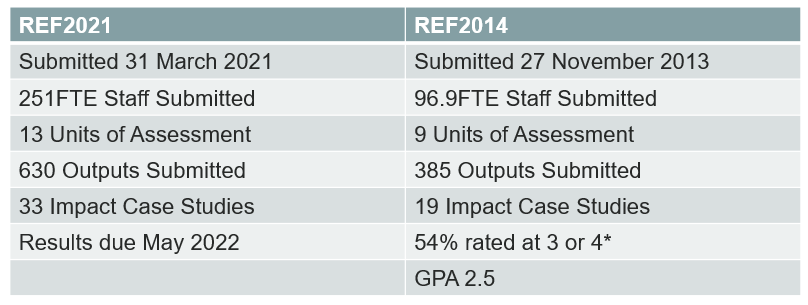 REF2021 REF2014
Submitted 31 March 2021 Submitted 27 November 2013
251FTE Staff Submitted 96.9FTE Staff Submitted
13 Units of Assessment 9 Units of Assessment
630 Outputs Submitted 385 Outputs Submitted
33 Impact Case Studies 19 Impact Case Studies
Results due May 2022 54% rated at 3 or 4*
GPA 2.5